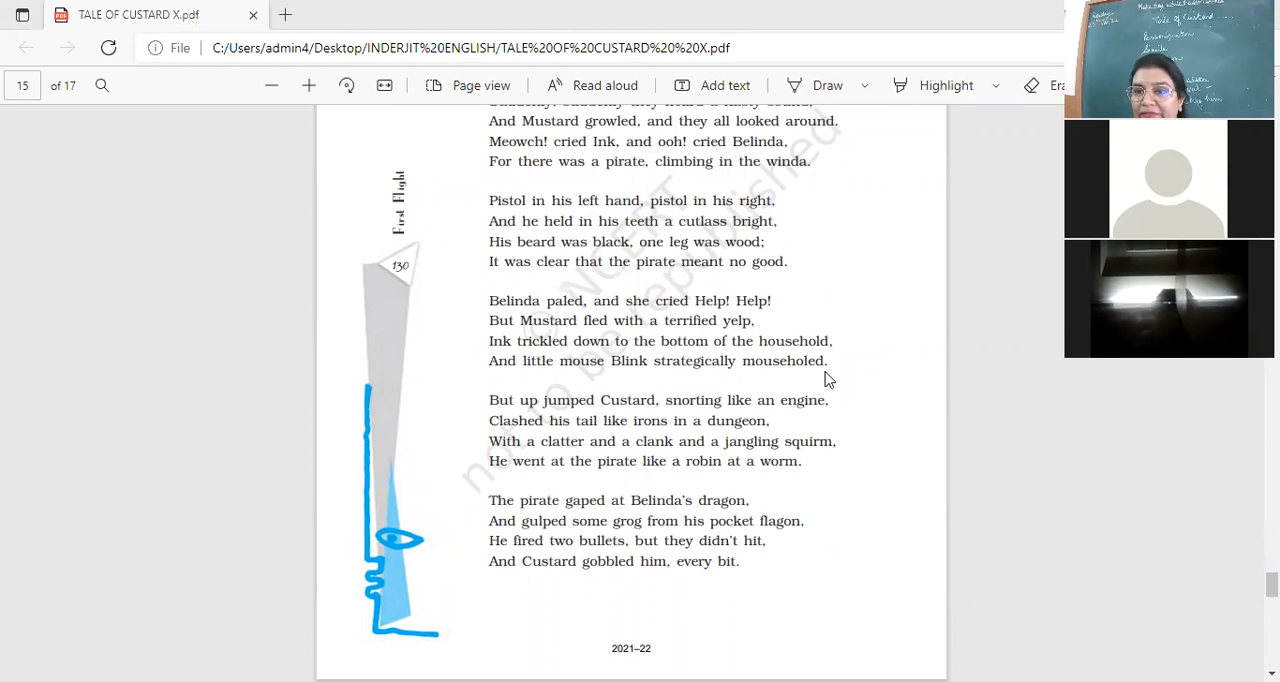 TALE OF CUSTARD X.pdf
File C:/Users/admin4/Desktop/INDERJIT%20ENGLISH/TALE%20OF%20CUSTARD%20%20X.pdf
15 of 17 Page view Read aloud Add text Draw Highlight
And Mustard growled, and they all looked around.
Meowch! cried Ink, and ooh! cried Belinda,
For there was a pirate, climbing in the winda.
Pistol in his left hand, pistol in his right,
And he held in his teeth a cutlass bright,
His beard was black, one leg was wood;
It was clear that the pirate meant no good.
Belinda paled, and she cried Help! Help!
But Mustard fled with a terrified yelp,
Ink trickled down to the bottom of the household,
And little mouse Blink strategically mouseholed.
But up jumped Custard, snorting like an engine,
Clashed his tail like irons in a dungeon,
With a clatter and a clank and a jangling squirm,
He went at the pirate like a robin at a worm.
The pirate gaped at Belinda's dragon,
And gulped some grog from his pocket flagon,
He fired two bullets, but they didn't hit,
And Custard gobbled him, every bit.
2021–22
First Flight
130
© NCERT
not to be republished
Tale of Custard
Personification